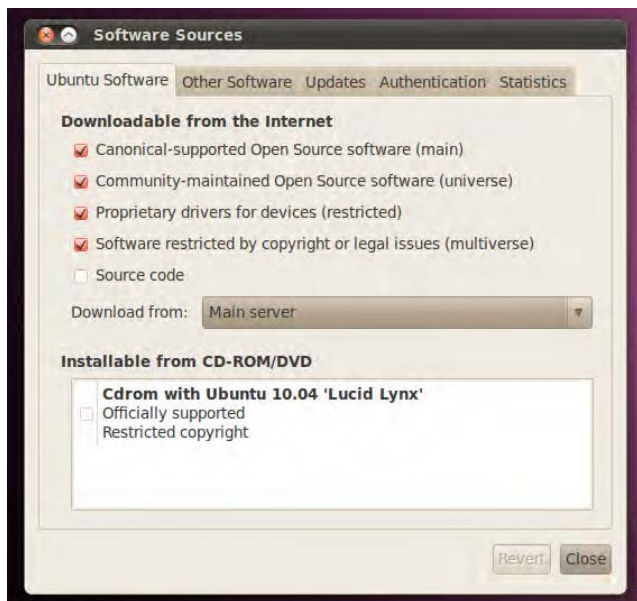 Software Sources
Ubuntu Software Other Software Updates Authentication Statistics
Downloadable from the Internet
Canonical-supported Open Source software (main)
Community-maintained Open Source software (universe)
Proprietary drivers for devices (restricted)
Software restricted by copyright or legal issues (multiverse)
Source code
Download from: Main server
Installable from CD-ROM/DVD
Cdrom with Ubuntu 10.04 'Lucid Lynx'
Officially supported
Restricted copyright
Revert Close